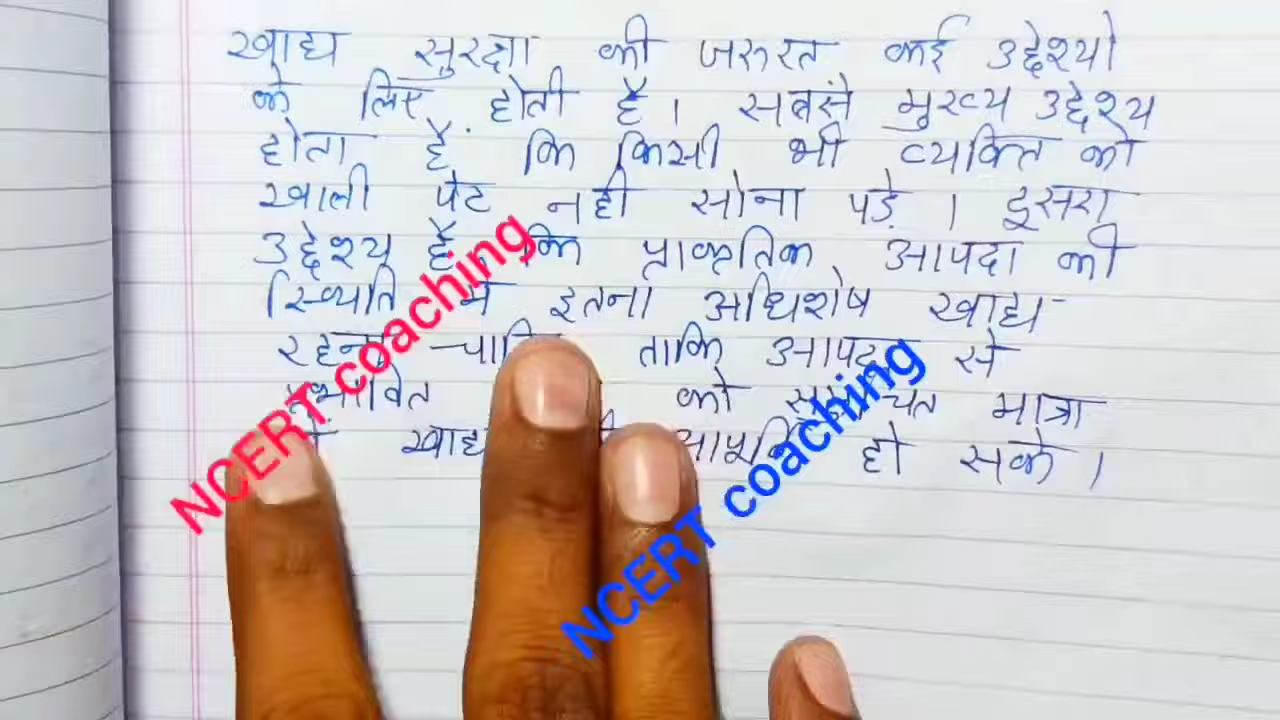 खाद्य सुरक्षा की जरुरत कई उद्देश्यो
के लिए होती है । सबसे मुख्य उद्देश्य
होता है कि किसी भी व्यक्ति को
खाली पेट नही सोना पड़े । दूसरा
उद्देश्य है कि प्राकृतिक आपदा की
स्थिति में इतना अधिशेष खाद्य
रहना ताकि आपदा से
प्रभावित को मात्रा
खाद्य आपूर्ति हो सके ।
NCERT coaching
NCERT coaching